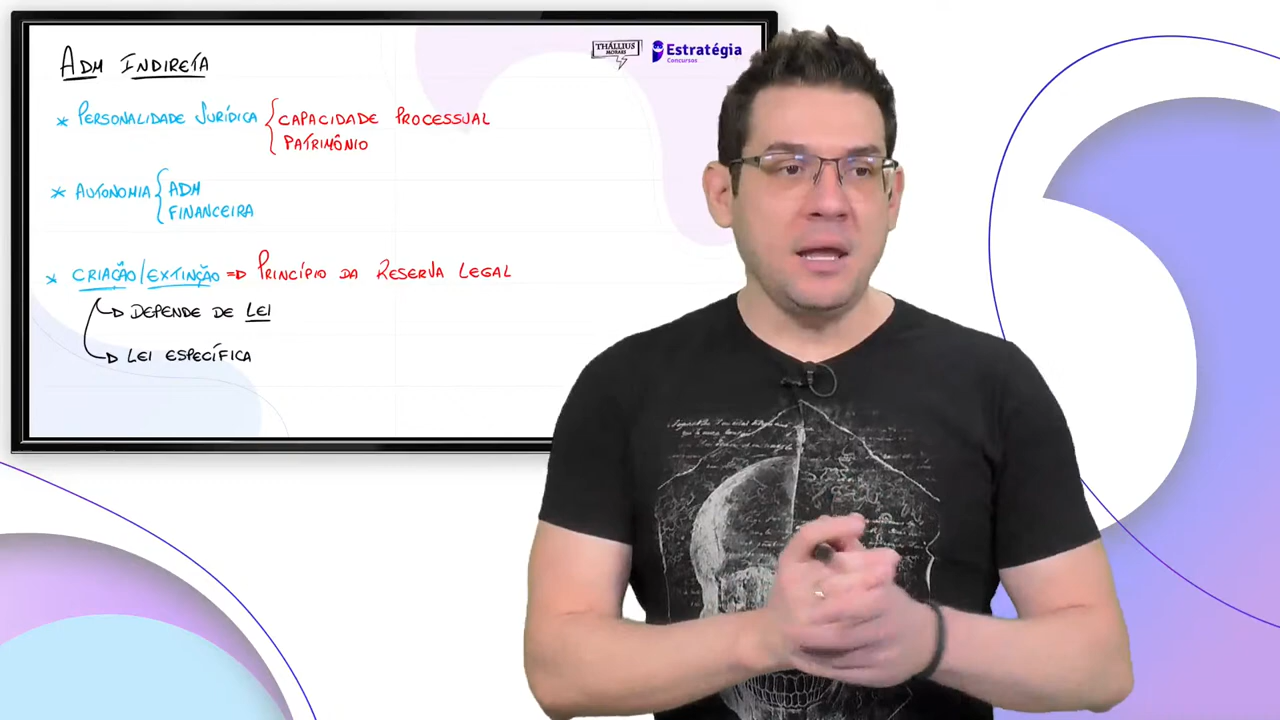 ADM INDIRETA
THÁLLIUS
MORAES
Estratégia
Concursos
* PERSONALIDADE JURÍDICA { CAPACIDADE PROCESSUAL
PATRIMÔNIO
* AUTONOMIA { ADM
FINANCEIRA
* CRIAÇÃO/EXTINÇÃO => PRINCÍPIO DA RESERVA LEGAL
DEPENDE DE LEI
LEI ESPECÍFICA